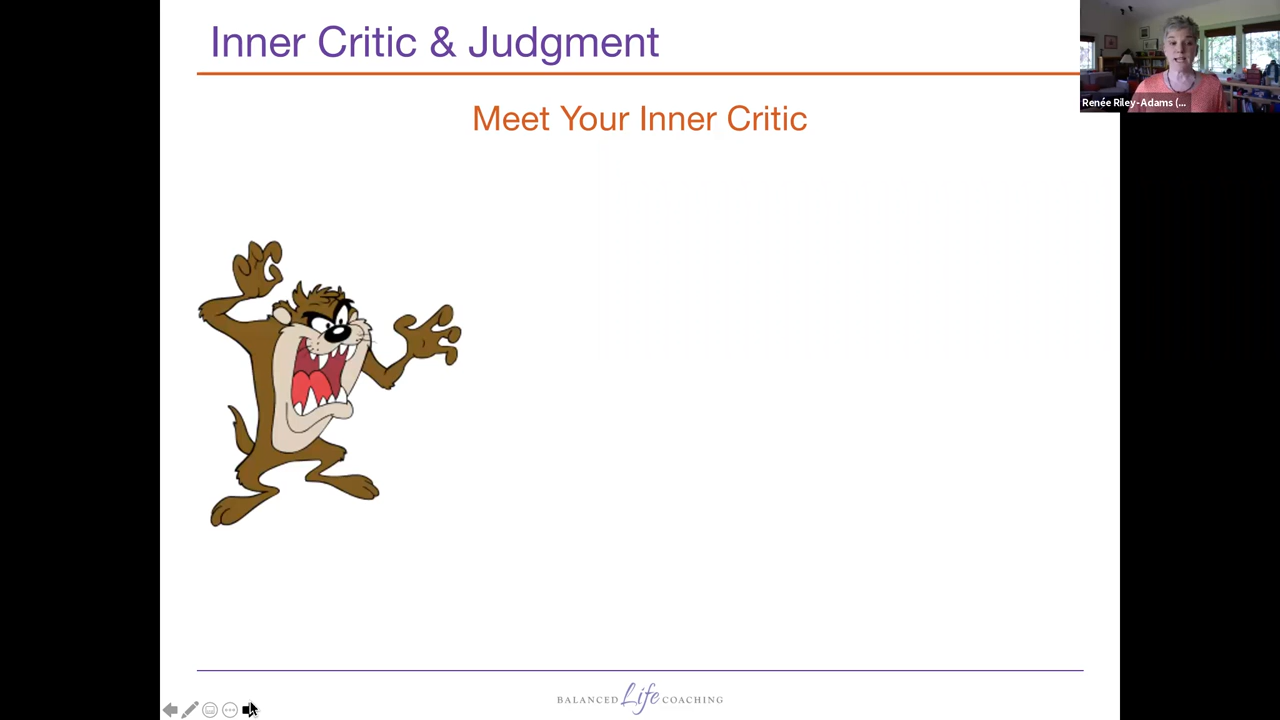 Inner Critic & Judgment
Renée Riley-Adams (...
Meet Your Inner Critic
BALANCED Life COACHING